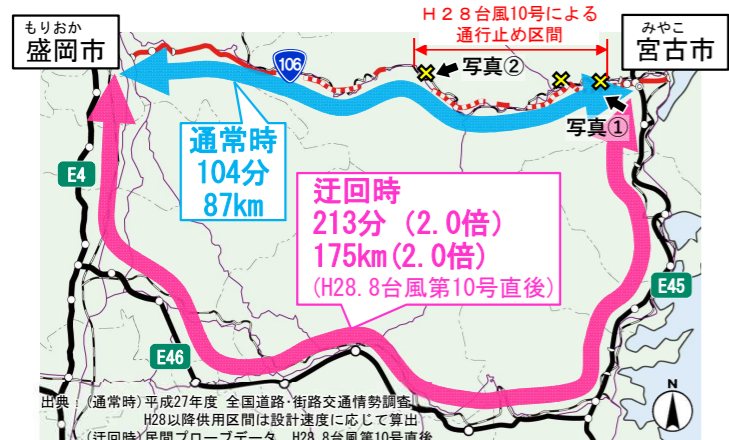 もりおか
盛岡市
H28台風10号による
通行止め区間
みやこ
宮古市
106
写真②
写真①
通常時
104分
87km
E4
迂回時
213分 (2.0倍)
175km(2.0倍)
(H28.8台風第10号直後)
E45
E46
N
出典:(通常時)平成27年度 全国道路・街路交通情勢調査
H28以降供用区間は設計速度に応じて算出
(迂回時)民間プローブデータ H28.8台風第10号直後